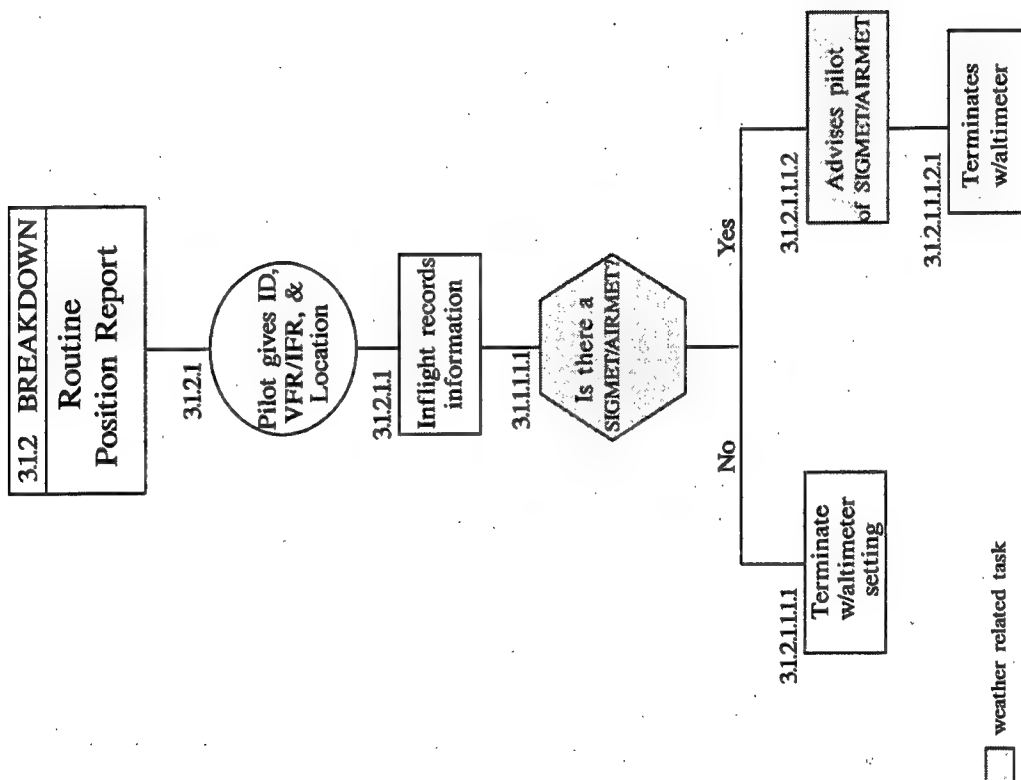 3.1.2 BREAKDOWN
Routine
Position Report
3.1.2.1
Pilot gives ID,
VFR/IFR, &
Location
3.1.2.1.1
Inflight records
information
3.1.1.1.1.1
Is there a
SIGMET/AIRMET?
No
Yes
3.1.2.1.1.1.1
Terminate
w/altimeter
setting
3.1.2.1.1.1.2
Advises pilot
of SIGMET/AIRMET
3.1.2.1.1.1.2.1
Terminates
w/altimeter
weather related task